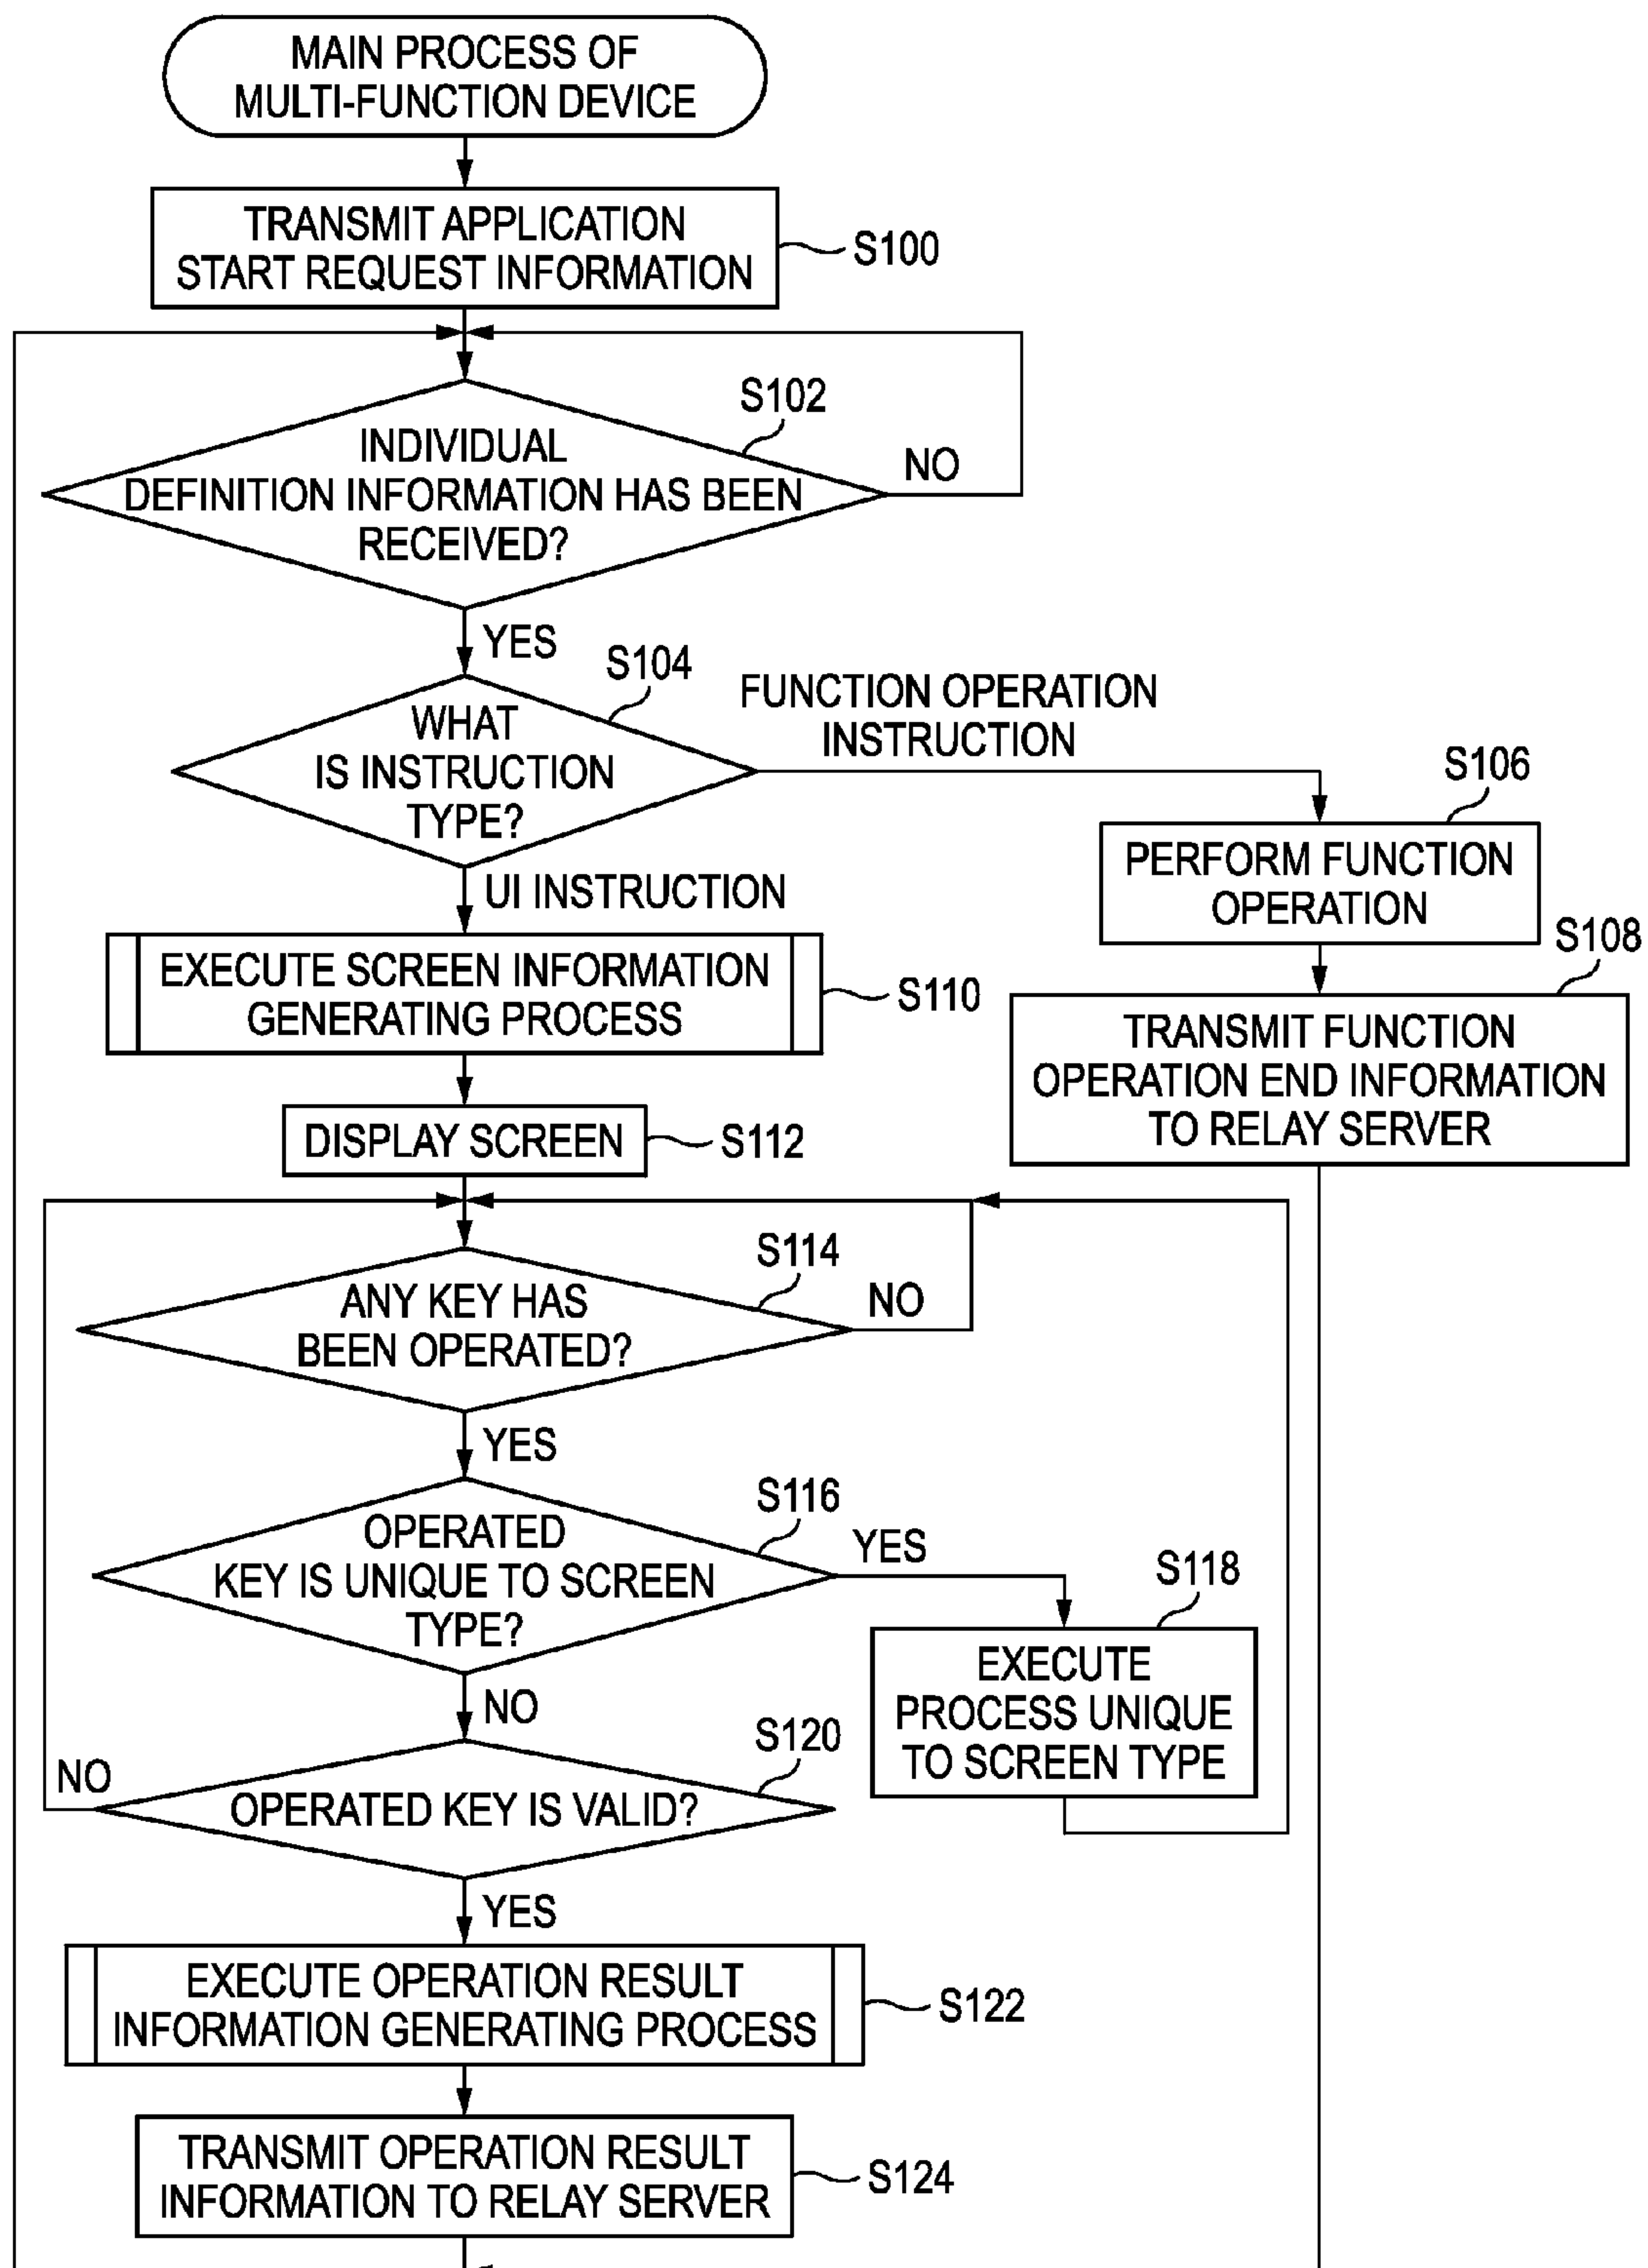 MAIN PROCESS OF
MULTI-FUNCTION DEVICE
TRANSMIT APPLICATION
START REQUEST INFORMATION
S100
S102
INDIVIDUAL
DEFINITION INFORMATION HAS BEEN
RECEIVED?
NO
YES
S104
WHAT
IS INSTRUCTION
TYPE?
FUNCTION OPERATION
INSTRUCTION
S106
PERFORM FUNCTION
OPERATION
UI INSTRUCTION
S108
TRANSMIT FUNCTION
OPERATION END INFORMATION
TO RELAY SERVER
EXECUTE SCREEN INFORMATION
GENERATING PROCESS
S110
DISPLAY SCREEN
S112
S114
ANY KEY HAS
BEEN OPERATED?
NO
YES
S116
OPERATED
KEY IS UNIQUE TO SCREEN
TYPE?
YES
S118
EXECUTE
PROCESS UNIQUE
TO SCREEN TYPE
NO
S120
NO
OPERATED KEY IS VALID?
YES
EXECUTE OPERATION RESULT
INFORMATION GENERATING PROCESS
S122
TRANSMIT OPERATION RESULT
INFORMATION TO RELAY SERVER
S124